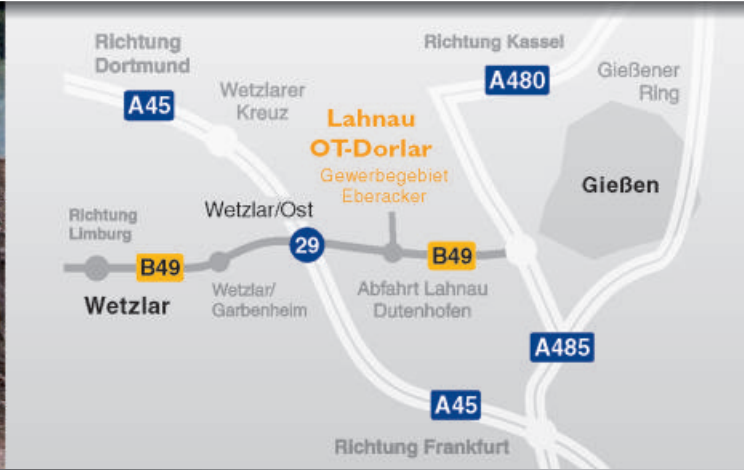 Richtung
Dortmund
A45
Wetzlarer
Kreuz
Richtung Kassel
A480
Gießener
Ring
Lahnau
OT-Dorlar
Gewerbegebiet
Eberacker
Gießen
Richtung
Limburg
Wetzlar/Ost
29
B49
B49
Wetzlar
Wetzlar/
Garbenheim
Abfahrt Lahnau
Dutenhofen
A485
A45
Richtung Frankfurt